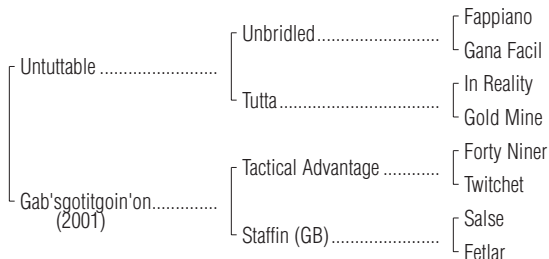 Fappiano
Unbridled
Gana Facil
Untuttable
In Reality
Tutta
Gold Mine
Forty Niner
Tactical Advantage
Twitchet
Gab'sgotitgoin'on
(2001)
Salse
Staffin (GB)
Fetlar